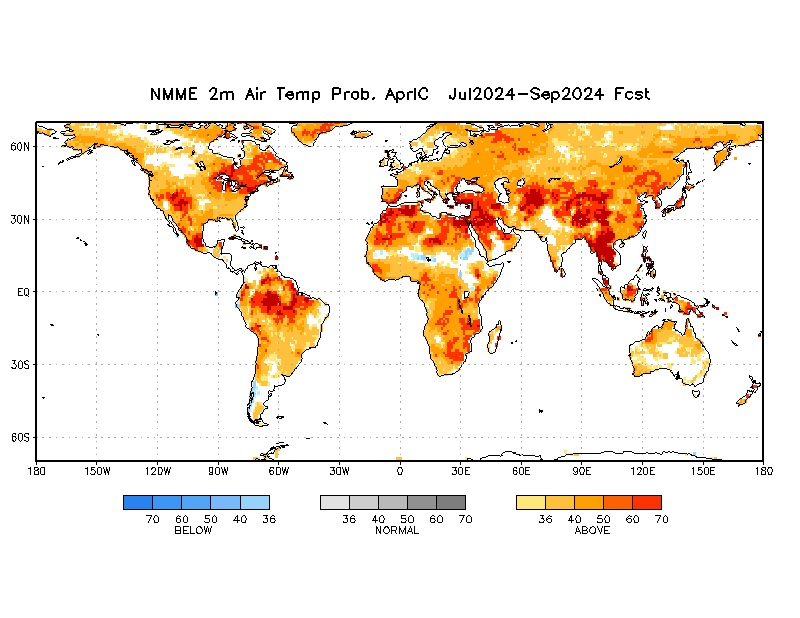 NMME 2m Air Temp Prob. AprIC Jul2024-Sep2024 Fcst
60N
30N
EQ
30S
60S
180 150W 120W 90W 60W 30W 0 30E 60E 90E 120E 150E 180
70 60 50 40 36 36 40 50 60 70 36 40 50 60 70
BELOW NORMAL ABOVE